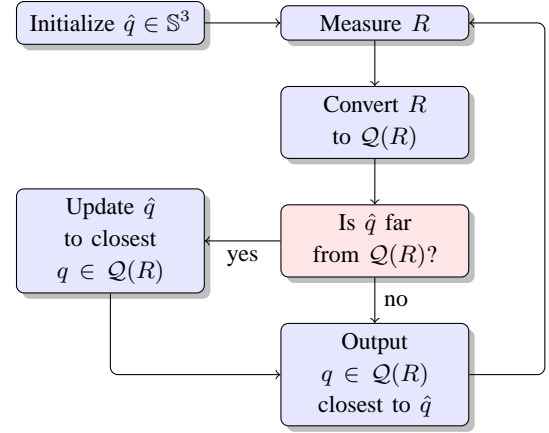 Initialize q̂ ∈ 𝕊³
Measure R
Convert R
to 𝒬(R)
Is q̂ far
from 𝒬(R)?
yes
no
Update q̂
to closest
q ∈ 𝒬(R)
Output
q ∈ 𝒬(R)
closest to q̂